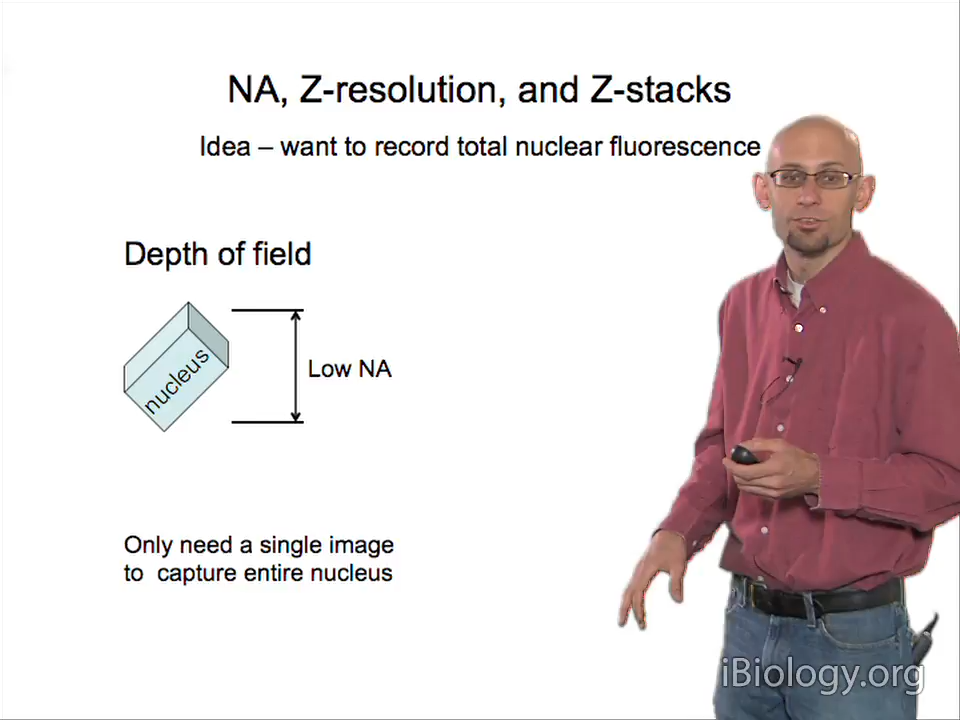 NA, Z-resolution, and Z-stacks
Idea – want to record total nuclear fluorescence
Depth of field
nucleus
Low NA
Only need a single image
to capture entire nucleus
iBiology.org